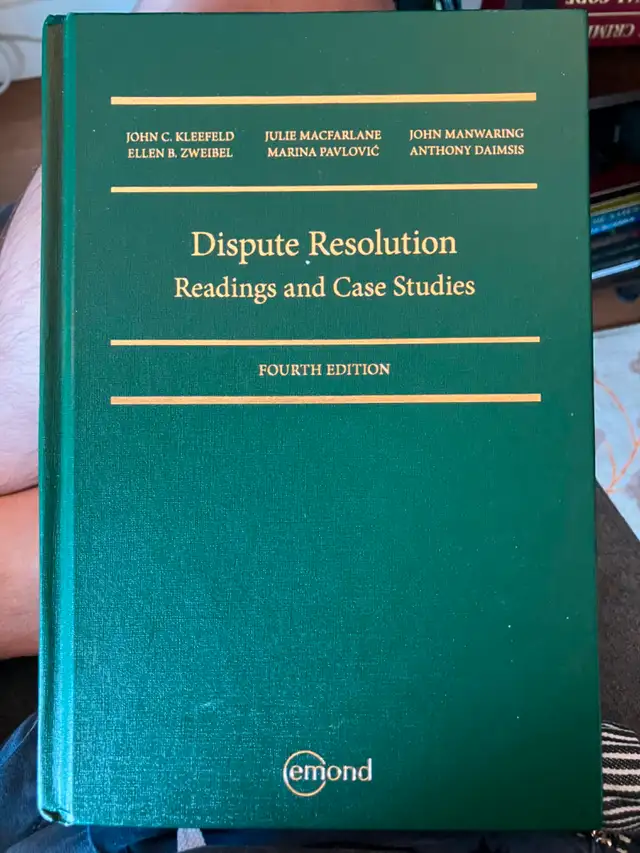 JOHN C. KLEEFELD JULIE MACFARLANE JOHN MANWARING
ELLEN B. ZWEIBEL MARINA PAVLOVIĆ ANTHONY DAIMSIS
Dispute Resolution
Readings and Case Studies
FOURTH EDITION
emond
CRIMI